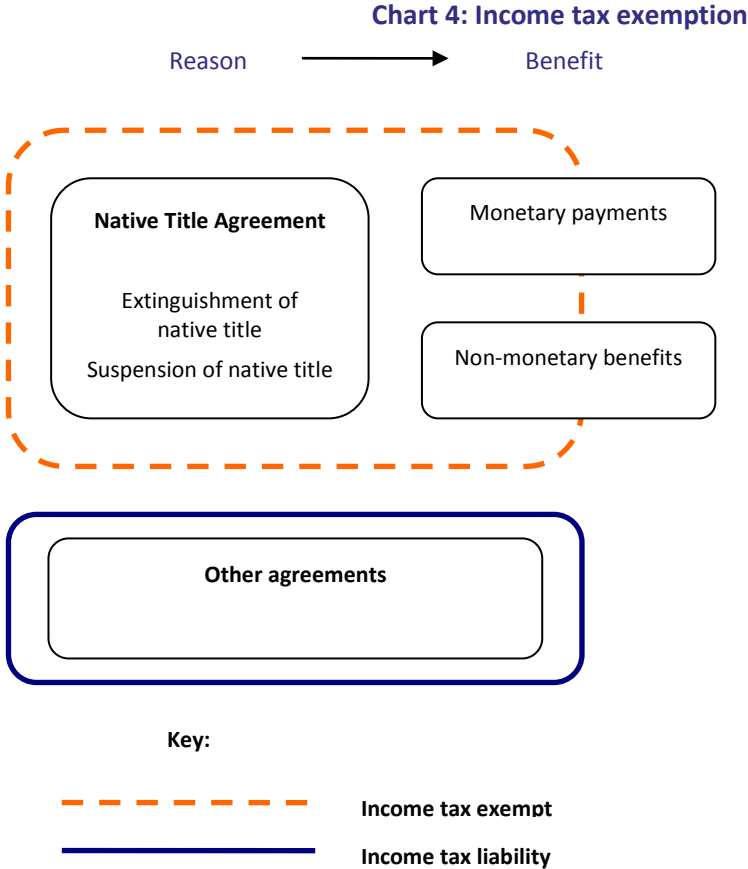 Chart 4: Income tax exemption
Reason Benefit
Native Title Agreement
Extinguishment of
native title
Suspension of native title
Monetary payments
Non-monetary benefits
Other agreements
Key:
Income tax exempt
Income tax liability